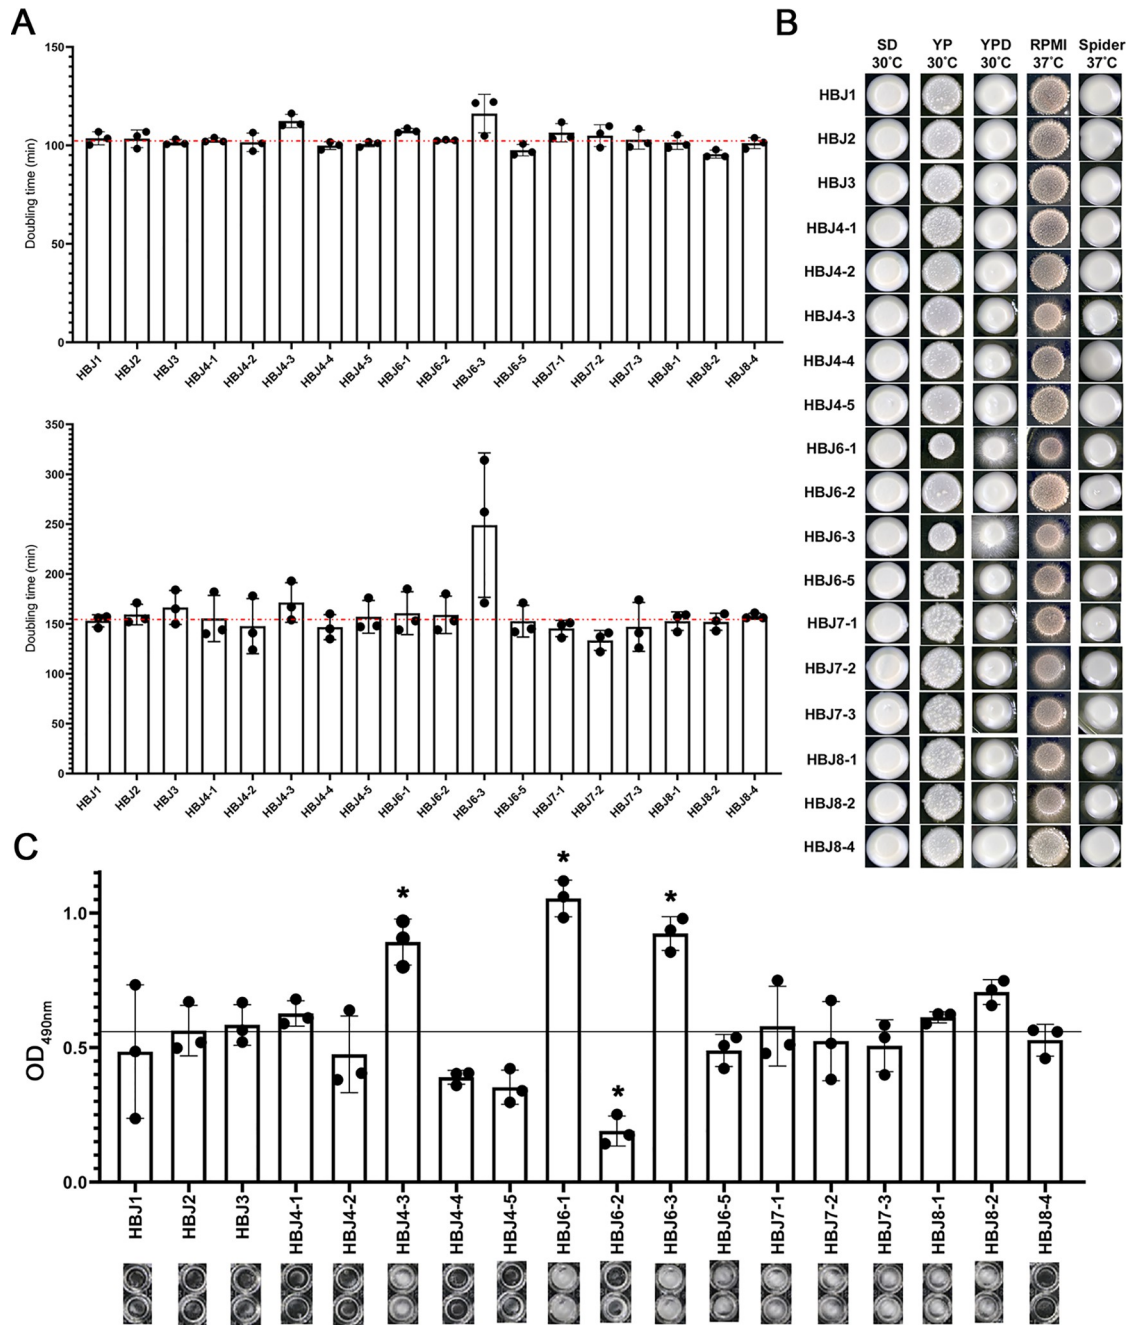 A
150
100
50
0
Doubling time (min)
HBJ1 HBJ2 HBJ3 HBJ4-1 HBJ4-2 HBJ4-3 HBJ4-4 HBJ4-5 HBJ6-1 HBJ6-2 HBJ6-3 HBJ6-5 HBJ7-1 HBJ7-2 HBJ7-3 HBJ8-1 HBJ8-2 HBJ8-4
350
300
250
200
150
100
50
0
Doubling time (min)
HBJ1 HBJ2 HBJ3 HBJ4-1 HBJ4-2 HBJ4-3 HBJ4-4 HBJ4-5 HBJ6-1 HBJ6-2 HBJ6-3 HBJ6-5 HBJ7-1 HBJ7-2 HBJ7-3 HBJ8-1 HBJ8-2 HBJ8-4
B
SD YP YPD RPMI Spider
30°C 30°C 30°C 37°C 37°C
HBJ1
HBJ2
HBJ3
HBJ4-1
HBJ4-2
HBJ4-3
HBJ4-4
HBJ4-5
HBJ6-1
HBJ6-2
HBJ6-3
HBJ6-5
HBJ7-1
HBJ7-2
HBJ7-3
HBJ8-1
HBJ8-2
HBJ8-4
C
* * * *
1.0
0.5
0.0
OD490nm
HBJ1 HBJ2 HBJ3 HBJ4-1 HBJ4-2 HBJ4-3 HBJ4-4 HBJ4-5 HBJ6-1 HBJ6-2 HBJ6-3 HBJ6-5 HBJ7-1 HBJ7-2 HBJ7-3 HBJ8-1 HBJ8-2 HBJ8-4